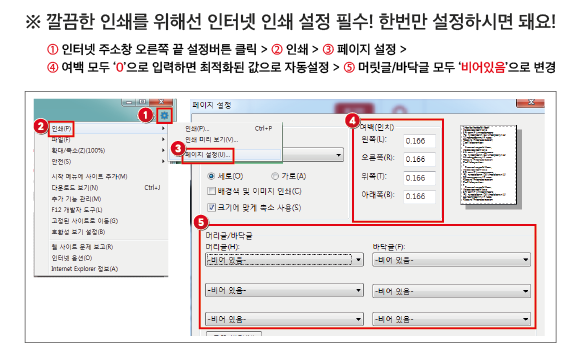 ※ 깔끔한 인쇄를 위해선 인터넷 인쇄 설정 필수! 한번만 설정하시면 돼요!
① 인터넷 주소창 오른쪽 끝 설정버튼 클릭 > ② 인쇄 > ③ 페이지 설정 >
④ 여백 모두 '0'으로 입력하면 최적화된 값으로 자동설정 > ⑤ 머릿글/바닥글 모두 '비어있음'으로 변경
1
2
인쇄(P)
파일(F)
확대/축소(Z)(100%)
안전(S)
시작 메뉴에 사이트 추가(M)
다운로드 보기(N) Ctrl+J
추가 기능 관리(M)
F12 개발자 도구(L)
고정된 사이트로 이동(G)
호환성 보기 설정(B)
웹 사이트 문제 보고(R)
인터넷 옵션(O)
Internet Explorer 정보(A)
인쇄(P)... Ctrl+P
인쇄 미리 보기(V)...
3
페이지 설정(U)...
페이지 설정
세로(O) 가로(A)
배경색 및 이미지 인쇄(C)
크기에 맞게 축소 사용(S)
4
여백(인치)
왼쪽(L): 0.166
오른쪽(R): 0.166
위쪽(T): 0.166
아래쪽(B): 0.166
5
머리글/바닥글
머리글(H): 바닥글(F):
-비어 있음- -비어 있음-
-비어 있음- -비어 있음-
-비어 있음- -비어 있음-